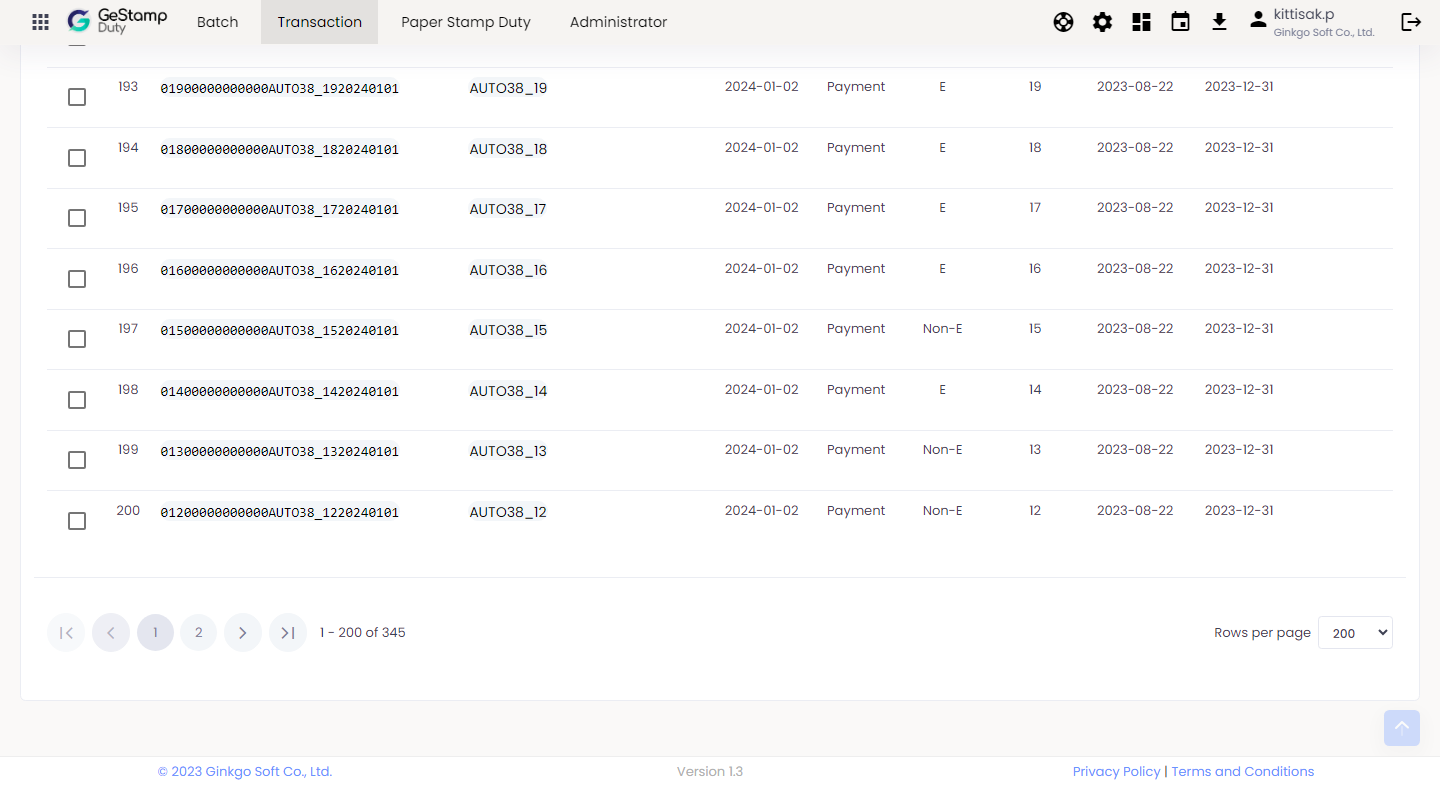 GeStamp Duty Batch Transaction Paper Stamp Duty Administrator kittisak.p
Ginkgo Soft Co., Ltd.
193 01900000000000AUTO38_1920240101 AUTO38_19 2024-01-02 Payment E 19 2023-08-22 2023-12-31
194 01800000000000AUTO38_1820240101 AUTO38_18 2024-01-02 Payment E 18 2023-08-22 2023-12-31
195 01700000000000AUTO38_1720240101 AUTO38_17 2024-01-02 Payment E 17 2023-08-22 2023-12-31
196 01600000000000AUTO38_1620240101 AUTO38_16 2024-01-02 Payment E 16 2023-08-22 2023-12-31
197 01500000000000AUTO38_1520240101 AUTO38_15 2024-01-02 Payment Non-E 15 2023-08-22 2023-12-31
198 01400000000000AUTO38_1420240101 AUTO38_14 2024-01-02 Payment E 14 2023-08-22 2023-12-31
199 01300000000000AUTO38_1320240101 AUTO38_13 2024-01-02 Payment Non-E 13 2023-08-22 2023-12-31
200 01200000000000AUTO38_1220240101 AUTO38_12 2024-01-02 Payment Non-E 12 2023-08-22 2023-12-31
1 2 1 - 200 of 345 Rows per page 200
© 2023 Ginkgo Soft Co., Ltd. Version 1.3 Privacy Policy | Terms and Conditions